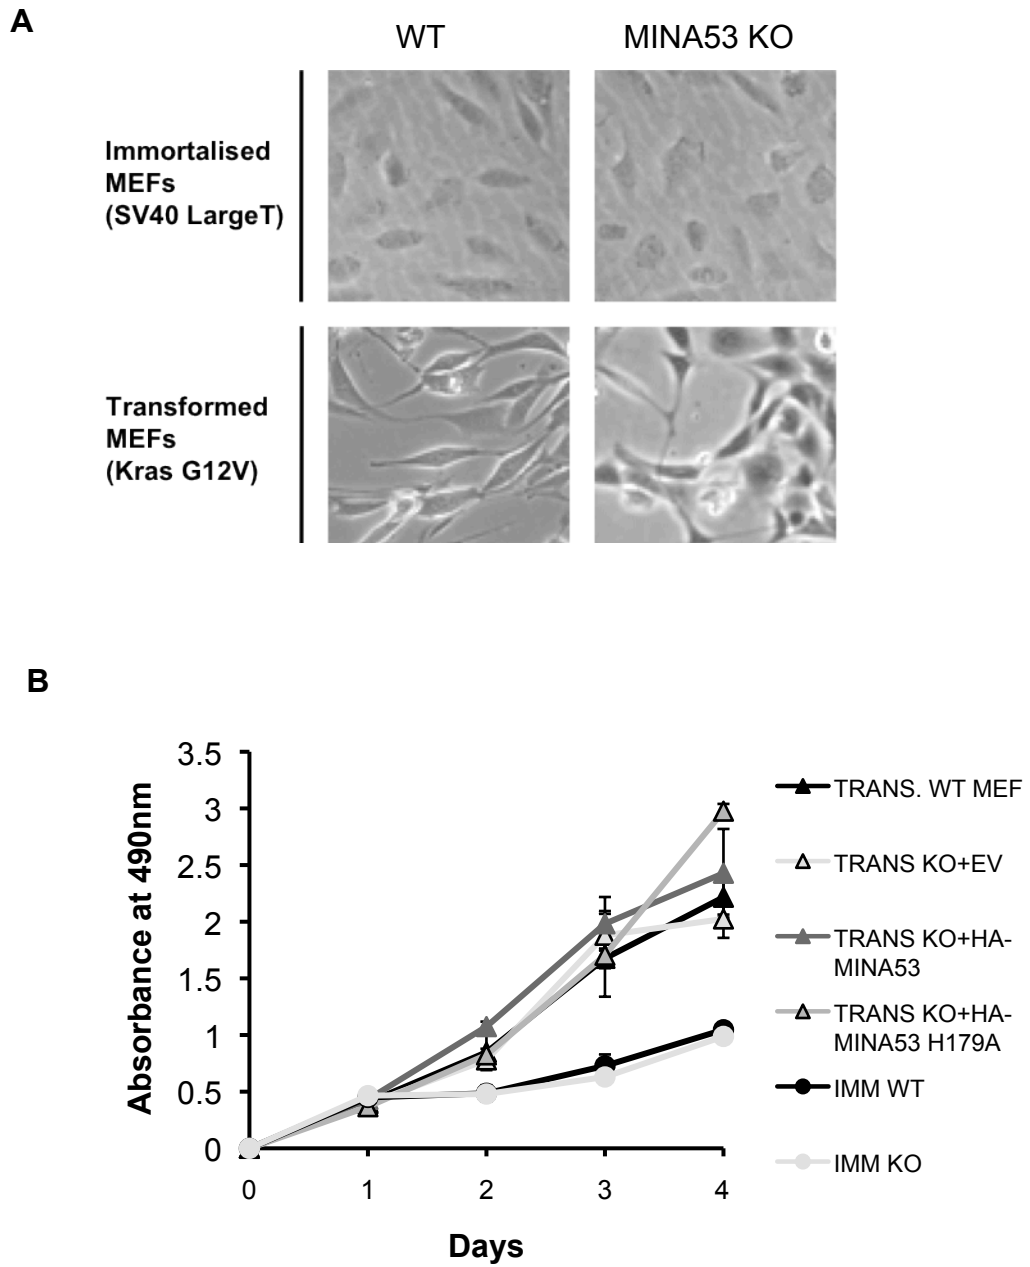 A
WT MINA53 KO
Immortalised
MEFs
(SV40 LargeT)
Transformed
MEFs
(Kras G12V)
B
Absorbance at 490nm
3.5
3
2.5
2
1.5
1
0.5
0
0 1 2 3 4
Days
TRANS. WT MEF
TRANS KO+EV
TRANS KO+HA-
MINA53
TRANS KO+HA-
MINA53 H179A
IMM WT
IMM KO